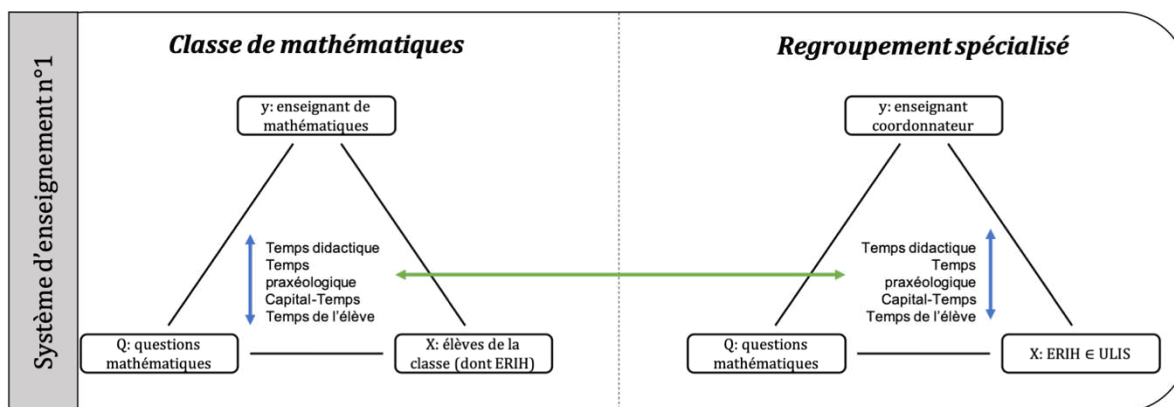 Système d'enseignement n°1
Classe de mathématiques
y: enseignant de
mathématiques
Temps didactique
Temps
praxéologique
Capital-Temps
Temps de l'élève
Q: questions
mathématiques
X: élèves de la
classe (dont ERIH)
Regroupement spécialisé
y: enseignant
coordonnateur
Temps didactique
Temps
praxéologique
Capital-Temps
Temps de l'élève
Q: questions
mathématiques
X: ERIH ∈ ULIS